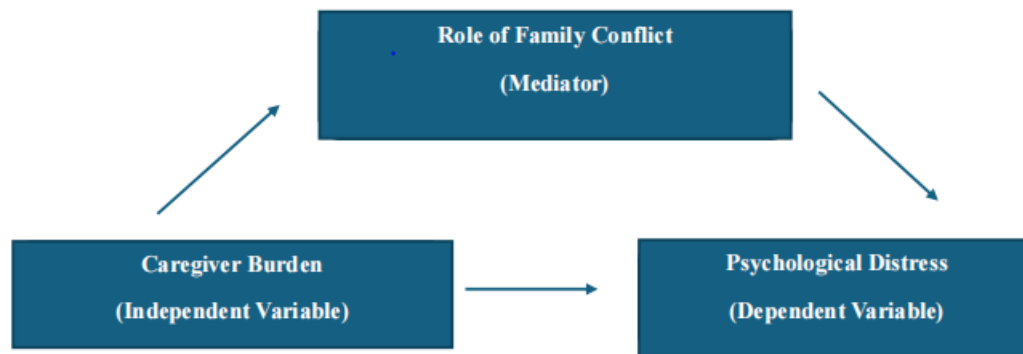 Role of Family Conflict
(Mediator)
Caregiver Burden
(Independent Variable)
Psychological Distress
(Dependent Variable)